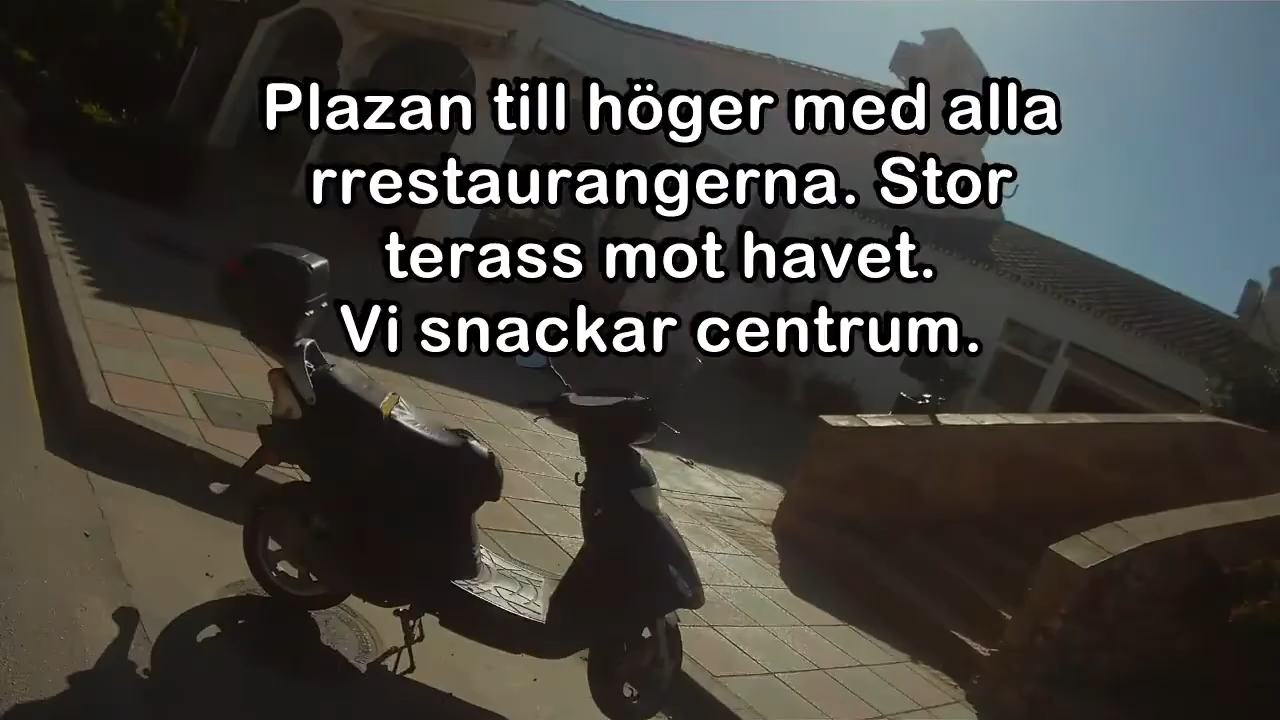 Plazan till höger med alla
rrestaurangerna. Stor
terass mot havet.
Vi snackar centrum.